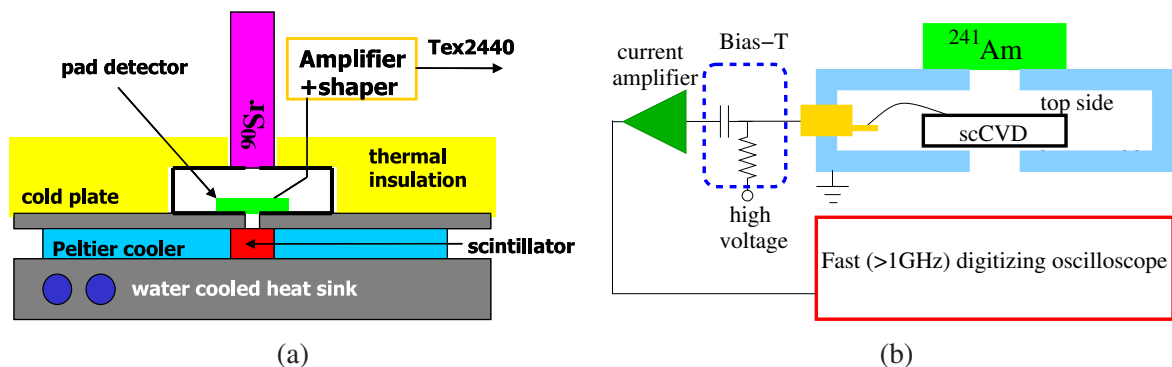 Tex2440
Amplifier
+shaper
pad detector
90Sr
thermal
insulation
cold plate
Peltier cooler
scintillator
water cooled heat sink
(a)
current
amplifier
Bias−T
241Am
top side
scCVD
high
voltage
Fast (>1GHz) digitizing oscilloscope
(b)